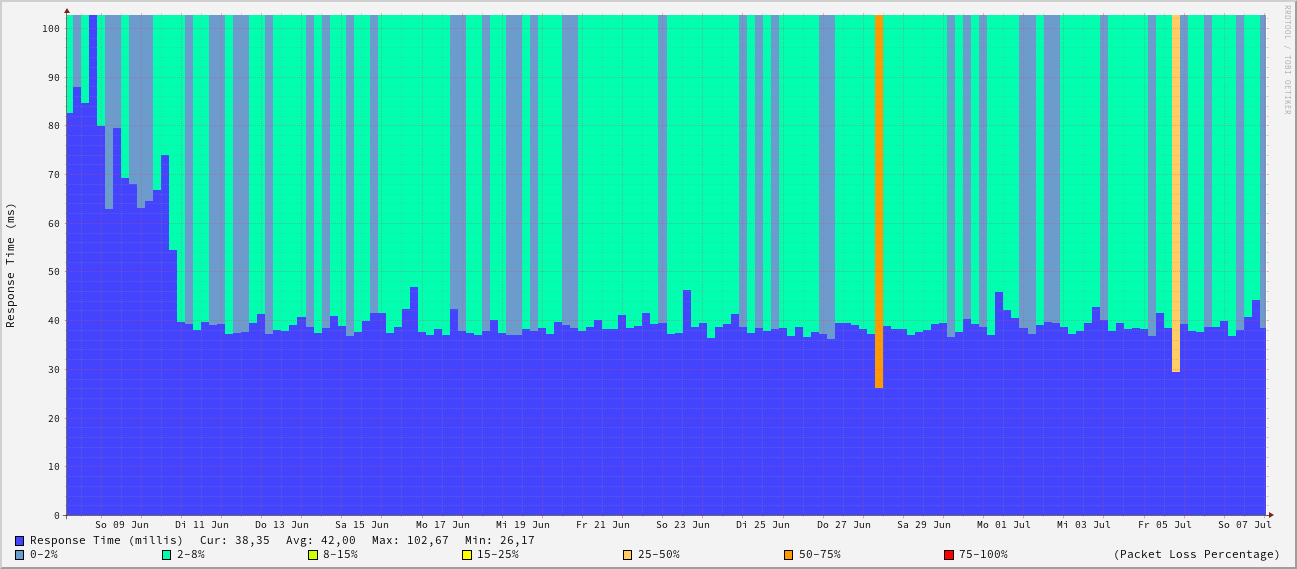 RRDTOOL / TOBI OETIKER
Response Time (ms)
100
90
80
70
60
50
40
30
20
10
0
So 09 Jun Di 11 Jun Do 13 Jun Sa 15 Jun Mo 17 Jun Mi 19 Jun Fr 21 Jun So 23 Jun Di 25 Jun Do 27 Jun Sa 29 Jun Mo 01 Jul Mi 03 Jul Fr 05 Jul So 07 Jul
Response Time (millis) Cur: 38,35 Avg: 42,00 Max: 102,67 Min: 26,17
0-2% 2-8% 8-15% 15-25% 25-50% 50-75% 75-100% (Packet Loss Percentage)